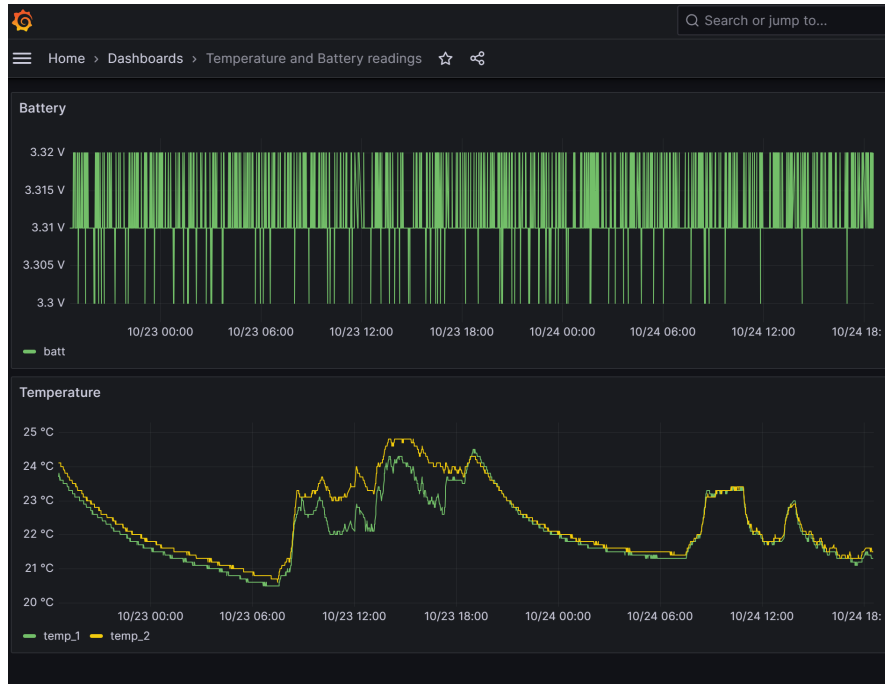 Search or jump to...
Home › Dashboards › Temperature and Battery readings
Battery
3.32 V
3.315 V
3.31 V
3.305 V
3.3 V
10/23 00:00 10/23 06:00 10/23 12:00 10/23 18:00 10/24 00:00 10/24 06:00 10/24 12:00 10/24 18:
batt
Temperature
25 °C
24 °C
23 °C
22 °C
21 °C
20 °C
10/23 00:00 10/23 06:00 10/23 12:00 10/23 18:00 10/24 00:00 10/24 06:00 10/24 12:00 10/24 18:
temp_1 temp_2